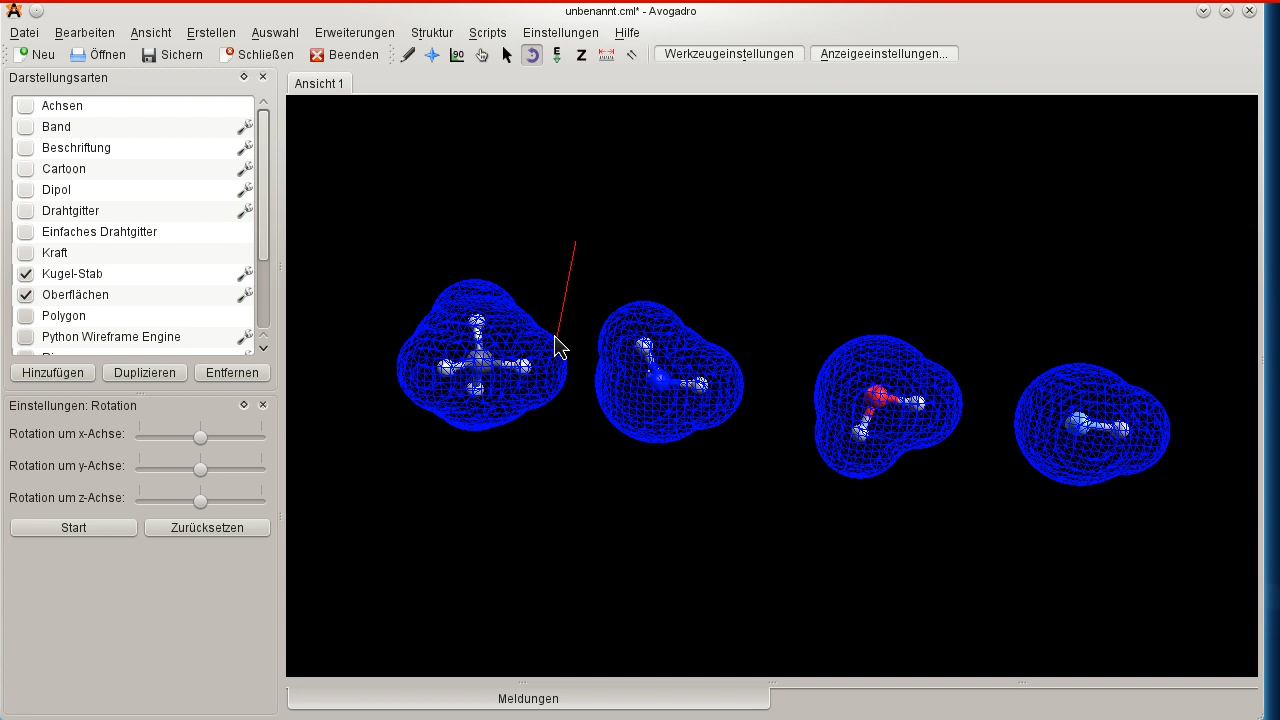 unbenannt.cml* - Avogadro
Datei Bearbeiten Ansicht Erstellen Auswahl Erweiterungen Struktur Scripts Einstellungen Hilfe
Neu Öffnen Sichern Schließen Beenden 90 E Z Werkzeugeinstellungen Anzeigeeinstellungen...
Darstellungsarten
Ansicht 1
Achsen
Band
Beschriftung
Cartoon
Dipol
Drahtgitter
Einfaches Drahtgitter
Kraft
Kugel-Stab
Oberflächen
Polygon
Python Wireframe Engine
Hinzufügen Duplizieren Entfernen
Einstellungen: Rotation
Rotation um x-Achse:
Rotation um y-Achse:
Rotation um z-Achse:
Start Zurücksetzen
Meldungen